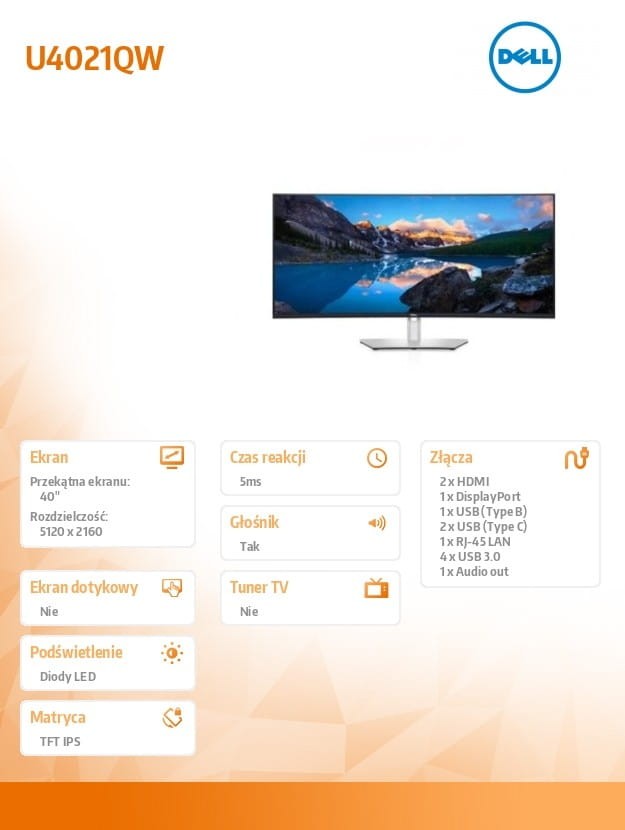 U4021QW
DELL
Ekran
Przekątna ekranu:
40"
Rozdzielczość:
5120 x 2160
Czas reakcji
5ms
Głośnik
Tak
Złącza
2 x HDMI
1 x DisplayPort
1 x USB (Type B)
2 x USB (Type C)
1 x RJ-45 LAN
4 x USB 3.0
1 x Audio out
Ekran dotykowy
Nie
Tuner TV
Nie
Podświetlenie
Diody LED
Matryca
TFT IPS